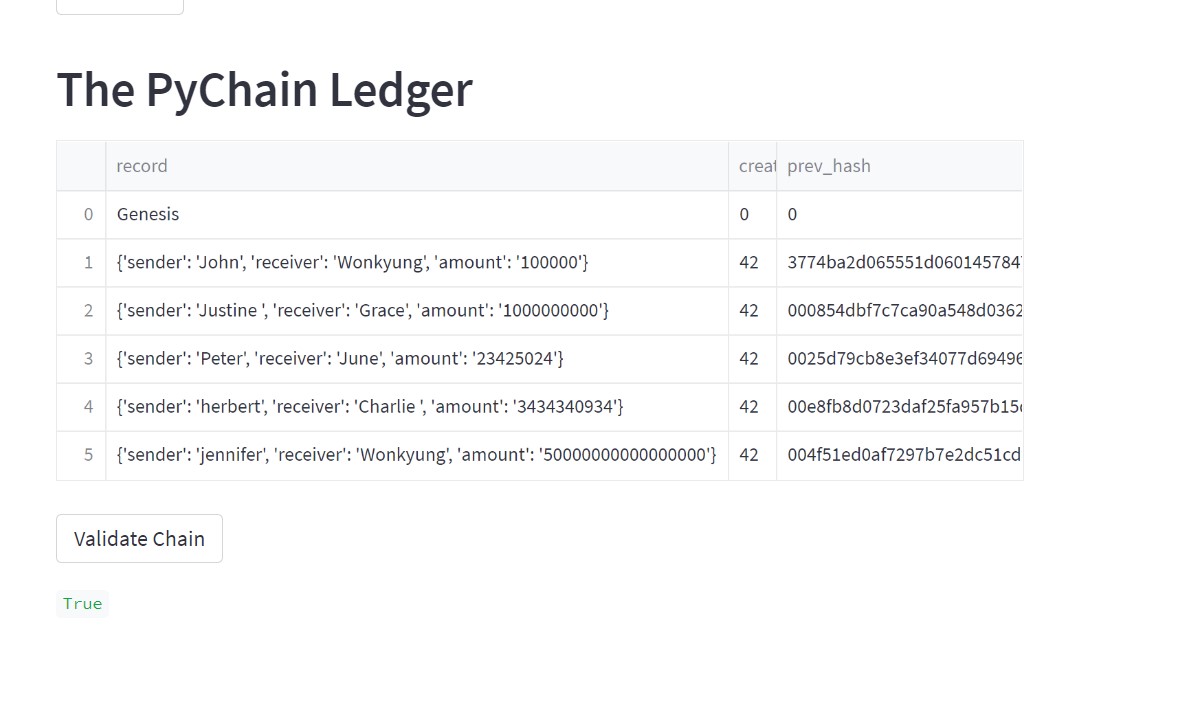 The PyChain Ledger
record creat prev_hash
0 Genesis 0 0
1 {'sender': 'John', 'receiver': 'Wonkyung', 'amount': '100000'} 42 3774ba2d065551d060145784
2 {'sender': 'Justine ', 'receiver': 'Grace', 'amount': '1000000000'} 42 000854dbf7c7ca90a548d0362
3 {'sender': 'Peter', 'receiver': 'June', 'amount': '23425024'} 42 0025d79cb8e3ef34077d69496
4 {'sender': 'herbert', 'receiver': 'Charlie ', 'amount': '3434340934'} 42 00e8fb8d0723daf25fa957b15
5 {'sender': 'jennifer', 'receiver': 'Wonkyung', 'amount': '50000000000000000'} 42 004f51ed0af7297b7e2dc51cd
Validate Chain
True